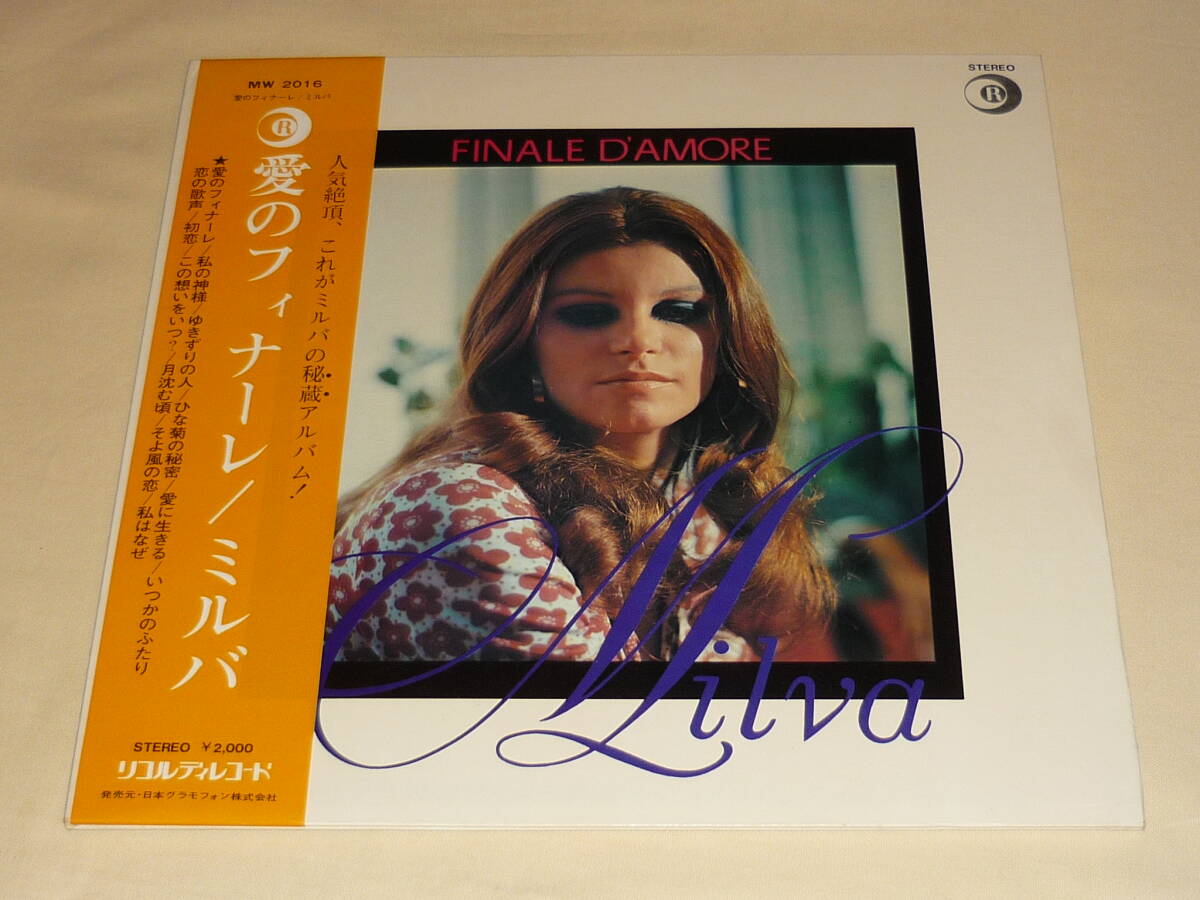 MW 2016
愛のフィナーレ/ミルバ
R
愛のフィナーレ/ミルバ
★愛のフィナーレ/私の神様/ゆきずりの人/ひな菊の秘密/愛に生きる/いつかのふたり
恋の歌声/初恋/この想いをいつ?/月沈む頃/そよ風の恋/私はなぜ
人気絶頂、これがミルバの秘蔵アルバム!
STEREO ¥2,000
リコルディレコード
発売元・日本グラモフォン株式会社
STEREO
R
FINALE D'AMORE
Milva